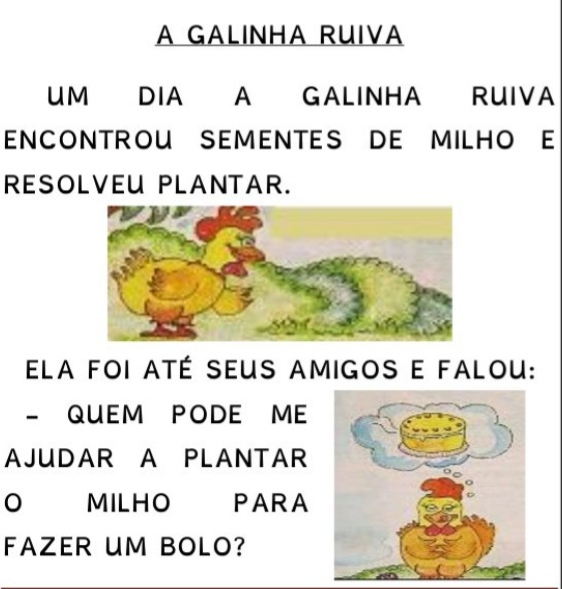 A GALINHA RUIVA
UM DIA A GALINHA RUIVA
ENCONTROU SEMENTES DE MILHO E
RESOLVEU PLANTAR.
ELA FOI ATÉ SEUS AMIGOS E FALOU:
- QUEM PODE ME
AJUDAR A PLANTAR
O MILHO PARA
FAZER UM BOLO?